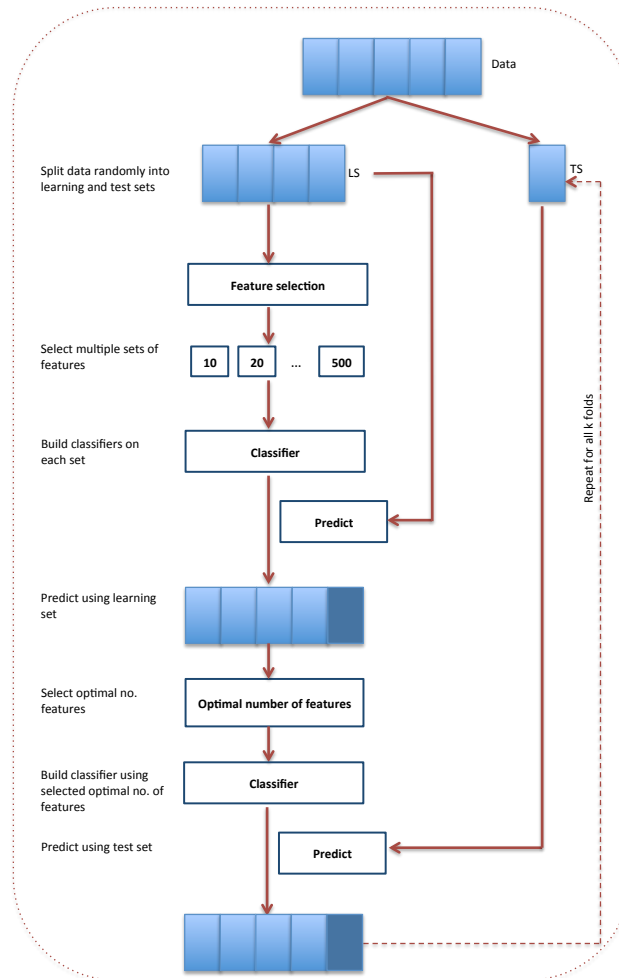 Data
Split data randomly into
learning and test sets
LS
TS
Feature selection
Select multiple sets of
features
10 20 ... 500
Build classifiers on
each set
Classifier
Repeat for all k folds
Predict
Predict using learning
set
Select optimal no.
features
Optimal number of features
Build classifier using
selected optimal no. of
features
Classifier
Predict using test set
Predict